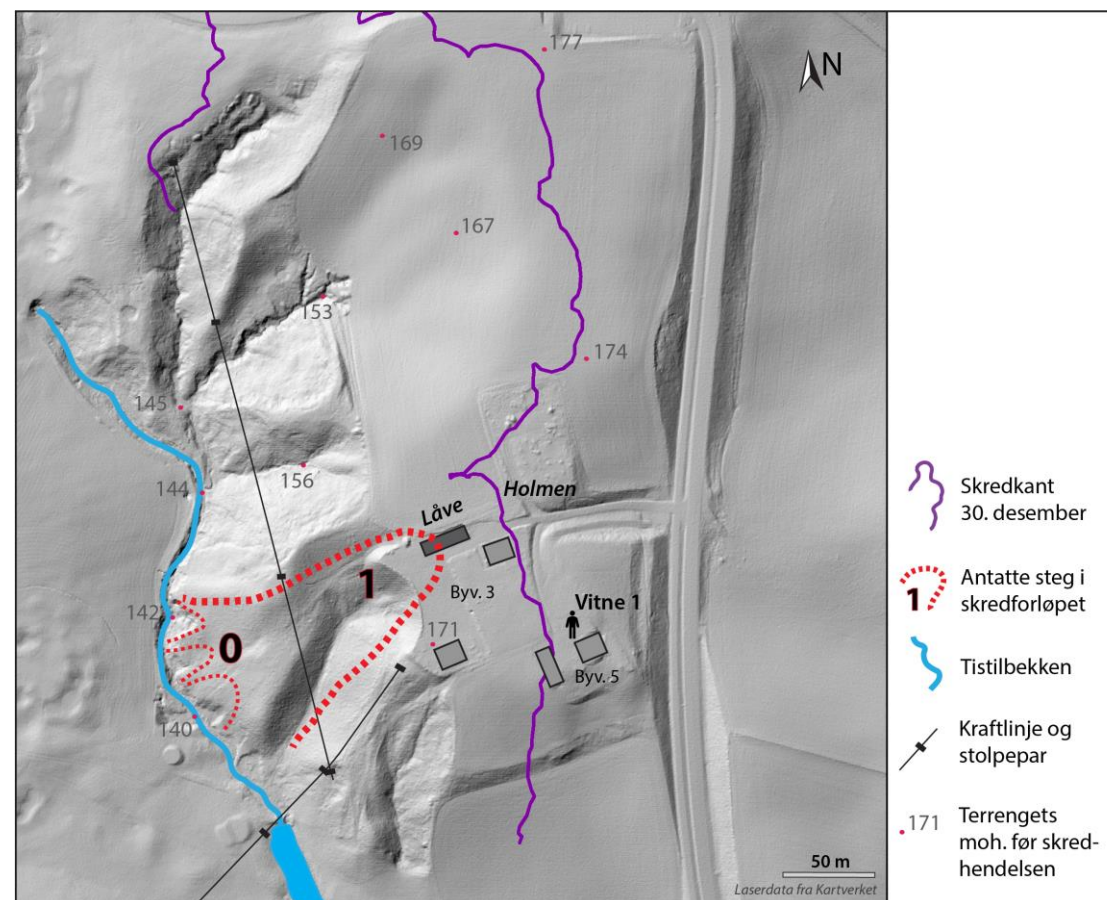 177
N
169
167
153
174
145
156
144
Holmen
Låve
1
Byv. 3
142
Vitne 1
171
0
Byv. 5
140
50 m
Laserdata fra Kartverket
Skredkant
30. desember
1
Antatte steg i
skredforløpet
Tistilbekken
Kraftlinje og
stolpepar
171
Terrengets
moh. før skred-
hendelsen